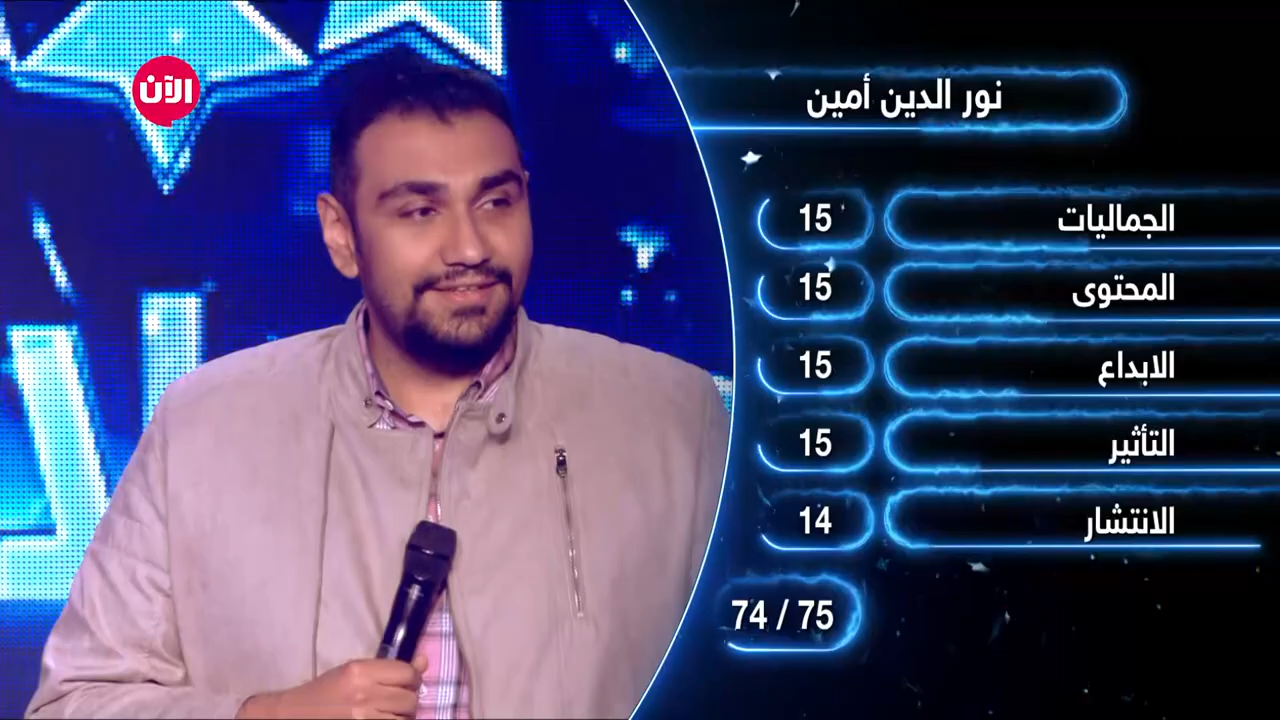 الآن
نور الدين أمين
الجماليات 15
المحتوى 15
الابداع 15
التأثير 15
الانتشار 14
74 / 75